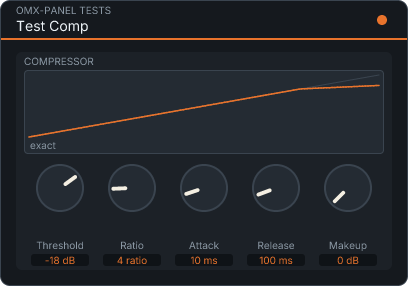 OMX-PANEL TESTS
Test Comp
COMPRESSOR
exact
Threshold Ratio Attack Release Makeup
-18 dB 4 ratio 10 ms 100 ms 0 dB